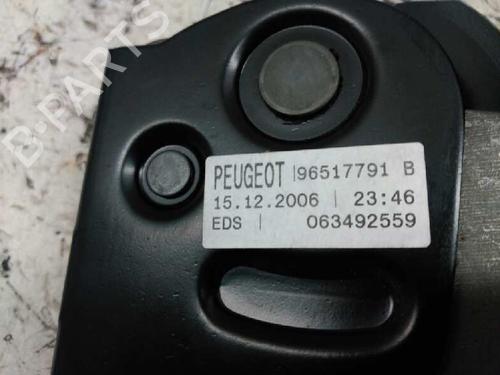 B-PARTS
PEUGEOT | 96517791 B
15.12.2006 | 23:46
EDS | 063492559